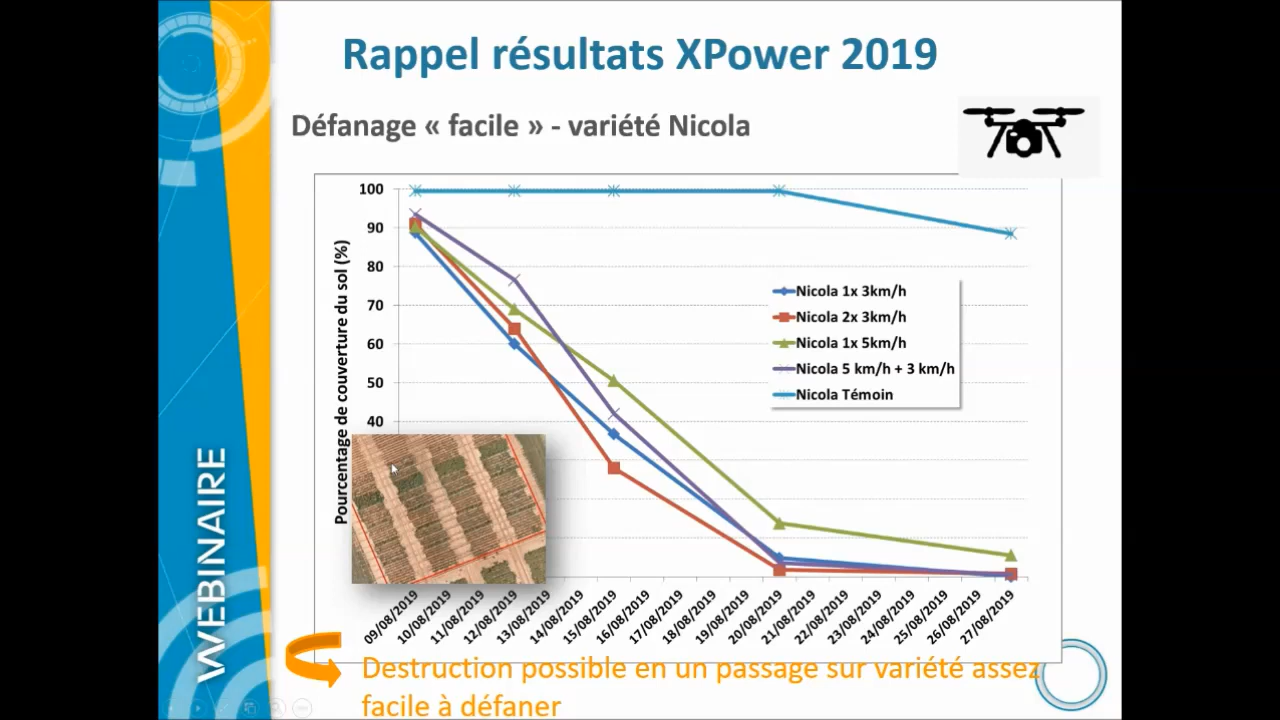 Rappel résultats XPower 2019
Défanage « facile » - variété Nicola
Pourcentage de couverture du sol (%)
100
90
80
70
60
50
40
Nicola 1x 3km/h
Nicola 2x 3km/h
Nicola 1x 5km/h
Nicola 5 km/h + 3 km/h
Nicola Témoin
09/08/2019
10/08/2019
11/08/2019
12/08/2019
13/08/2019
14/08/2019
15/08/2019
16/08/2019
17/08/2019
18/08/2019
19/08/2019
20/08/2019
21/08/2019
22/08/2019
23/08/2019
24/08/2019
25/08/2019
26/08/2019
27/08/2019
WEBINAIRE
Destruction possible en un passage sur variété assez
facile à défaner